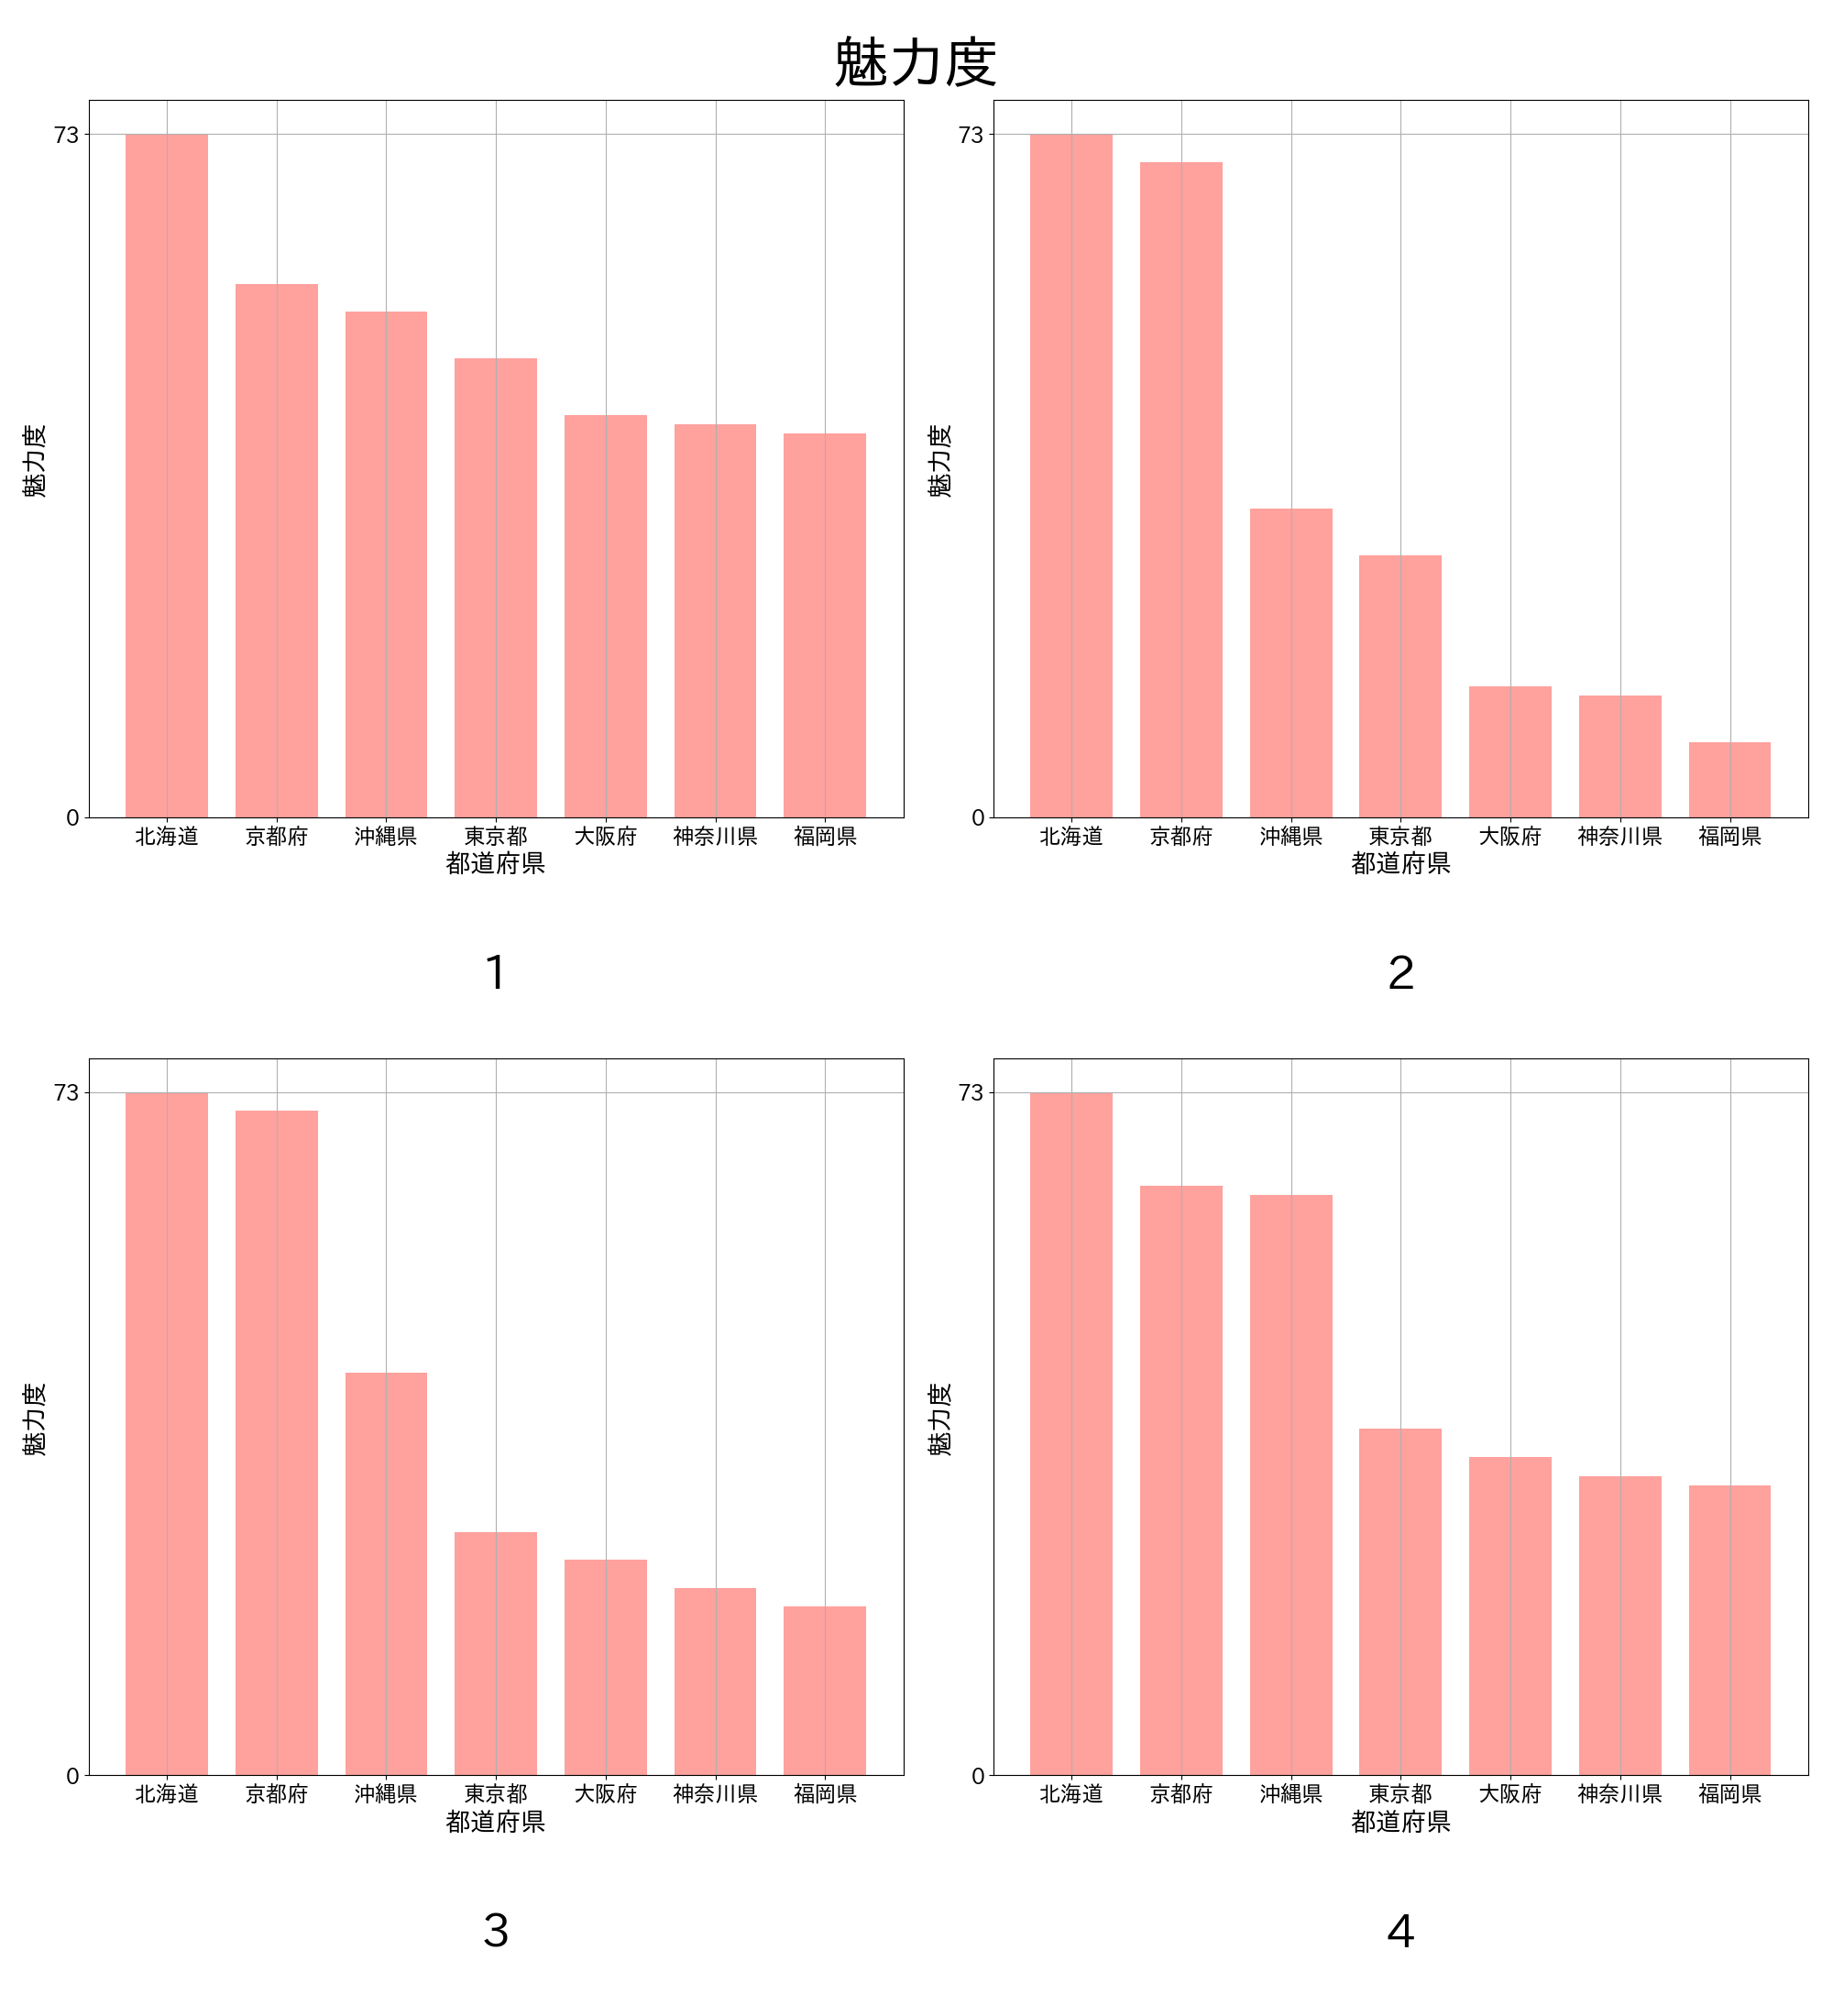 魅力度
73
0
魅力度
北海道 京都府 沖縄県 東京都 大阪府 神奈川県 福岡県
都道府県
1
73
0
魅力度
北海道 京都府 沖縄県 東京都 大阪府 神奈川県 福岡県
都道府県
2
73
0
魅力度
北海道 京都府 沖縄県 東京都 大阪府 神奈川県 福岡県
都道府県
3
73
0
魅力度
北海道 京都府 沖縄県 東京都 大阪府 神奈川県 福岡県
都道府県
4